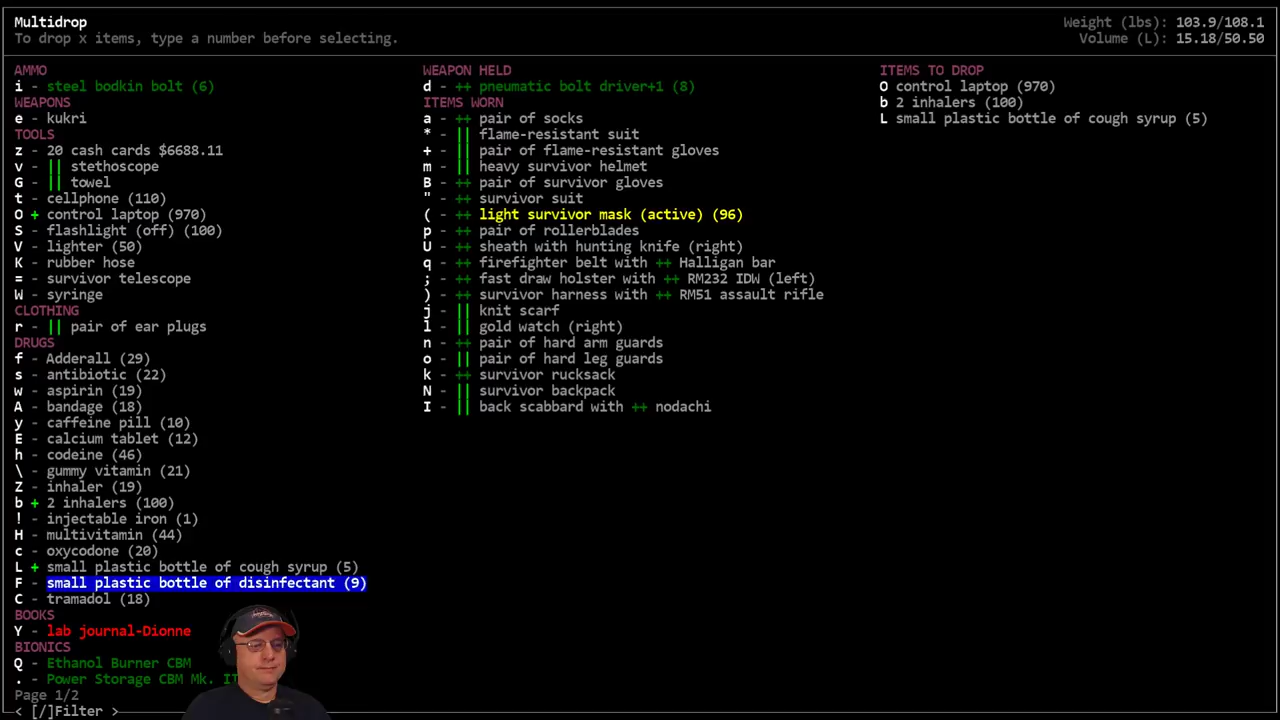 Multidrop
To drop x items, type a number before selecting.
Weight (lbs): 103.9/108.1
Volume (L): 15.18/50.50
AMMO
i - steel bodkin bolt (6)
WEAPONS
e - kukri
TOOLS
z - 20 cash cards $6688.11
v - || stethoscope
G - || towel
t - cellphone (110)
O + control laptop (970)
S - flashlight (off) (100)
V - lighter (50)
K - rubber hose
= - survivor telescope
W - syringe
CLOTHING
r - || pair of ear plugs
DRUGS
f - Adderall (29)
s - antibiotic (22)
w - aspirin (19)
A - bandage (18)
y - caffeine pill (10)
E - calcium tablet (12)
h - codeine (46)
\ - gummy vitamin (21)
Z - inhaler (19)
b + 2 inhalers (100)
! - injectable iron (1)
H - multivitamin (44)
c - oxycodone (20)
L + small plastic bottle of cough syrup (5)
F - small plastic bottle of disinfectant (9)
C - tramadol (18)
BOOKS
Y - lab journal-Dionne
BIONICS
Q - Ethanol Burner CBM
. - Power Storage CBM Mk. II
Page 1/2
< [/]Filter >
WEAPON HELD
d - ++ pneumatic bolt driver+1 (8)
ITEMS WORN
a - ++ pair of socks
* - || flame-resistant suit
+ - || pair of flame-resistant gloves
m - || heavy survivor helmet
B - ++ pair of survivor gloves
" - ++ survivor suit
( - ++ light survivor mask (active) (96)
p - ++ pair of rollerblades
U - ++ sheath with hunting knife (right)
q - ++ firefighter belt with ++ Halligan bar
; - ++ fast draw holster with ++ RM232 IDW (left)
) - ++ survivor harness with ++ RM51 assault rifle
j - || knit scarf
l - || gold watch (right)
n - ++ pair of hard arm guards
o - || pair of hard leg guards
k - ++ survivor rucksack
N - || survivor backpack
I - || back scabbard with ++ nodachi
ITEMS TO DROP
O control laptop (970)
b 2 inhalers (100)
L small plastic bottle of cough syrup (5)